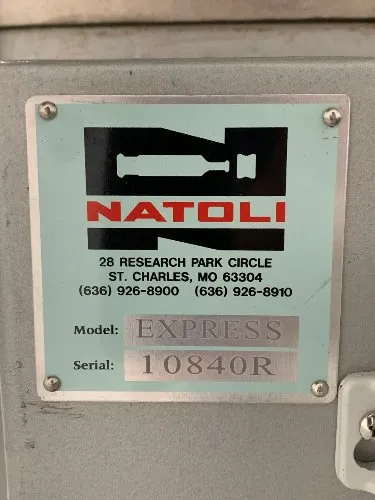 NATOLI
28 RESEARCH PARK CIRCLE
ST. CHARLES, MO 63304
(636) 926-8900 (636) 926-8910
Model: EXPRESS
Serial: 10840R